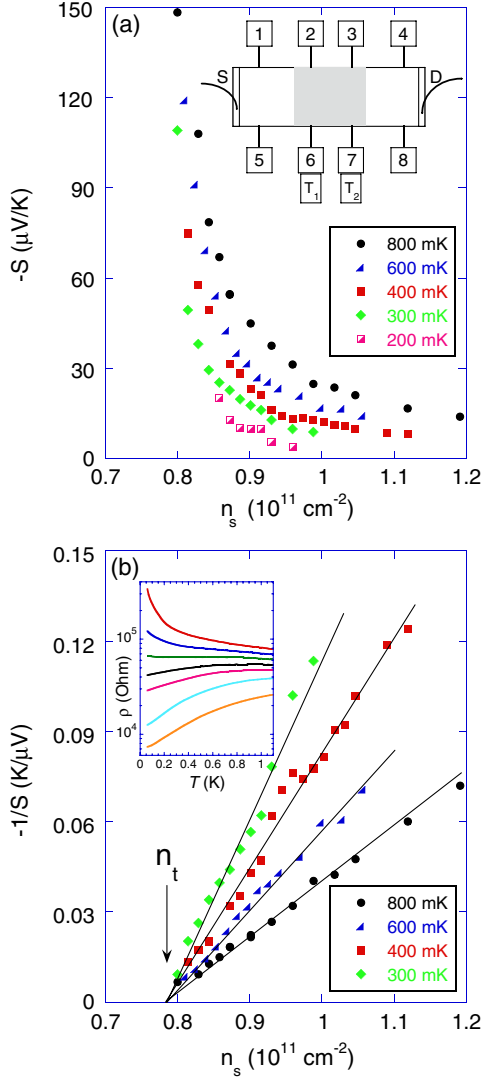 (a)
1 2 3 4
S D
5 6 7 8
T1 T2
150
120
90
60
30
0
-S (μV/K)
800 mK
600 mK
400 mK
300 mK
200 mK
0.7 0.8 0.9 1 1.1 1.2
ns (10^11 cm^-2)
(b)
0.15
0.12
0.09
0.06
0.03
0
-1/S (K/μV)
10^5
10^4
ρ (Ohm)
0 0.2 0.4 0.6 0.8 1
T (K)
nt
800 mK
600 mK
400 mK
300 mK
0.7 0.8 0.9 1 1.1 1.2
ns (10^11 cm^-2)